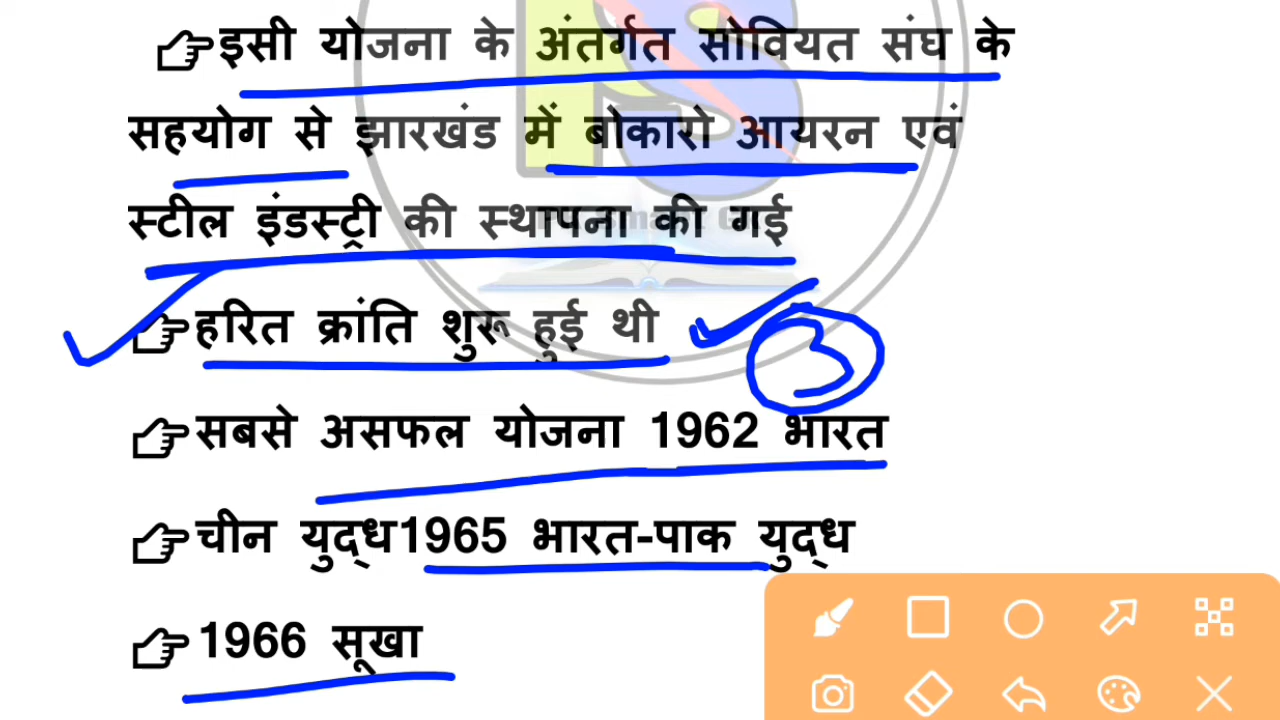 इसी योजना के अंतर्गत सोवियत संघ के
सहयोग से झारखंड में बोकारो आयरन एवं
स्टील इंडस्ट्री की स्थापना की गई
हरित क्रांति शुरू हुई थी
3
सबसे असफल योजना 1962 भारत
चीन युद्ध1965 भारत-पाक युद्ध
1966 सूखा